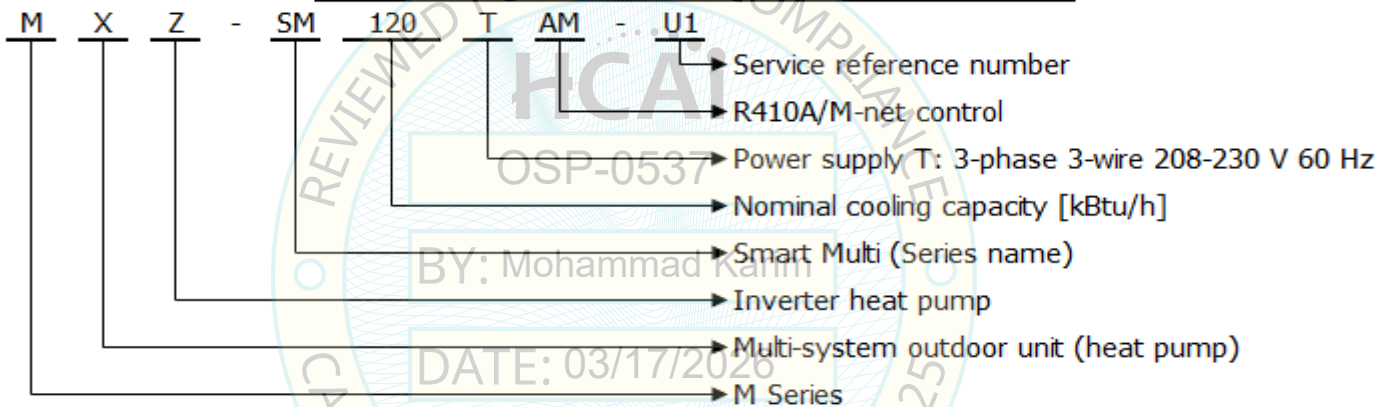 M X Z - SM 120 T AM - U1
Service reference number
R410A/M-net control
Power supply T: 3-phase 3-wire 208-230 V 60 Hz
Nominal cooling capacity [kBtu/h]
Smart Multi (Series name)
Inverter heat pump
Multi-system outdoor unit (heat pump)
M Series
REVIEWED
COMPLIANCE
HCAi
OSP-0537
BY: Mohammad Karim
DATE: 03/17/2026